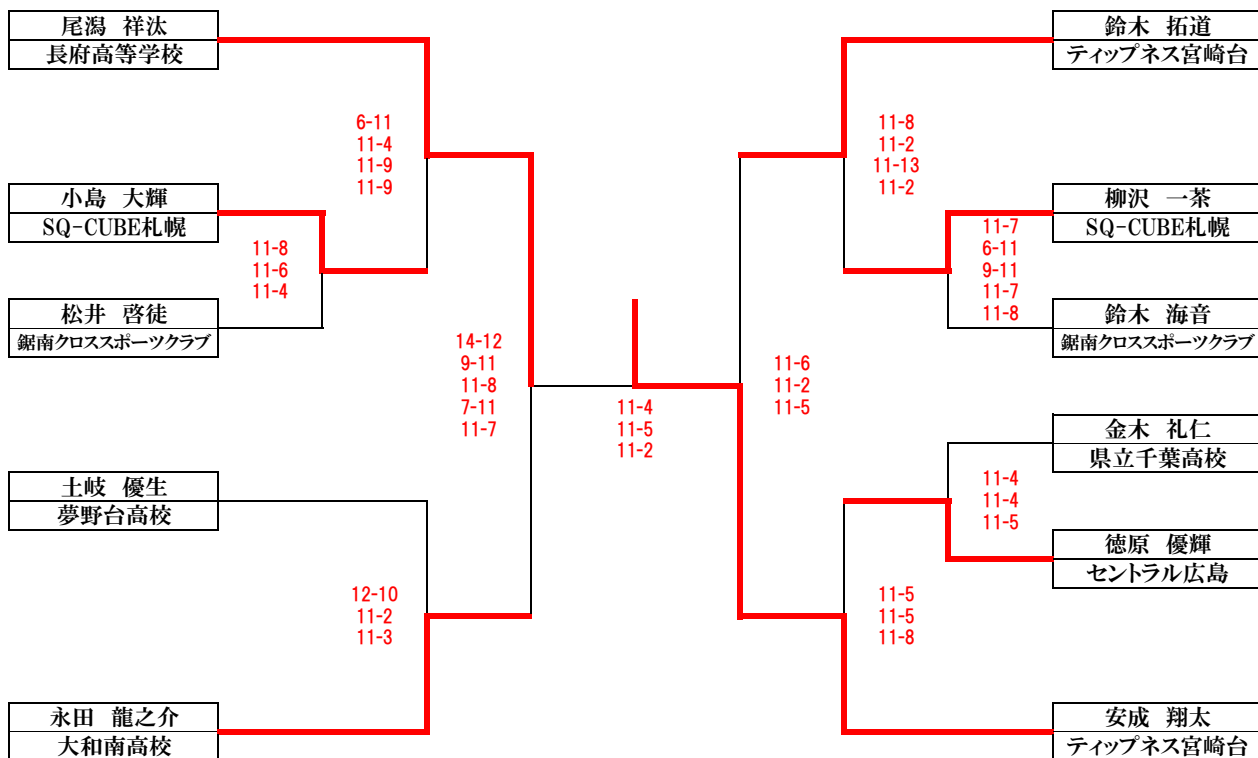 尾潟 祥汰
長府高等学校
6-11
11-4
11-9
11-9
小島 大輝
SQ-CUBE札幌
11-8
11-6
11-4
松井 啓徒
鋸南クロススポーツクラブ
14-12
9-11
11-8
7-11
11-7
土岐 優生
夢野台高校
12-10
11-2
11-3
永田 龍之介
大和南高校
11-4
11-5
11-2
鈴木 拓道
ティップネス宮崎台
11-8
11-2
11-13
11-2
柳沢 一茶
SQ-CUBE札幌
11-7
6-11
9-11
11-7
11-8
鈴木 海音
鋸南クロススポーツクラブ
11-6
11-2
11-5
金木 礼仁
県立千葉高校
11-4
11-4
11-5
徳原 優輝
セントラル広島
11-5
11-5
11-8
安成 翔太
ティップネス宮崎台